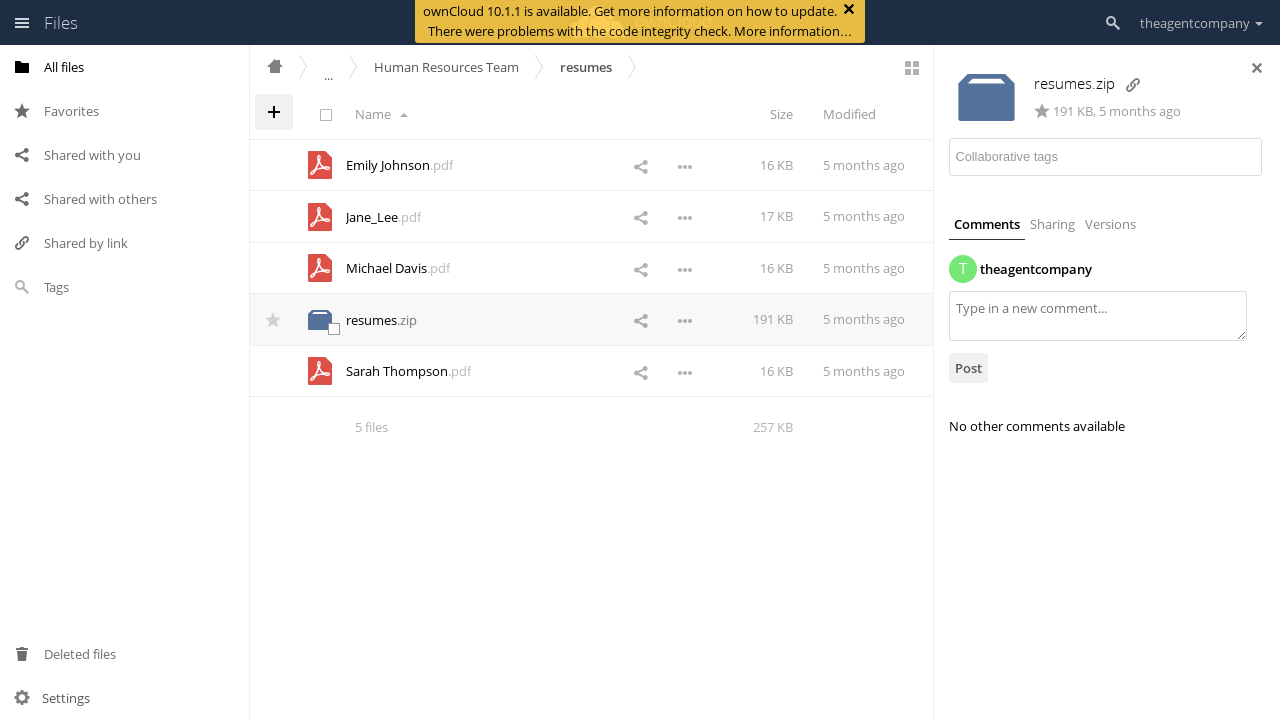 ownCloud 10.1.1 is available. Get more information on how to update.
There were problems with the code integrity check. More information…
Files
theagentcompany
All files
Favorites
Shared with you
Shared with others
Shared by link
Tags
Deleted files
Settings
...
Human Resources Team
resumes
Name
Size
Modified
Emily Johnson.pdf 16 KB 5 months ago
Jane_Lee.pdf 17 KB 5 months ago
Michael Davis.pdf 16 KB 5 months ago
resumes.zip 191 KB 5 months ago
Sarah Thompson.pdf 16 KB 5 months ago
5 files 257 KB
resumes.zip
191 KB, 5 months ago
Collaborative tags
Comments Sharing Versions
T theagentcompany
Type in a new comment...
Post
No other comments available